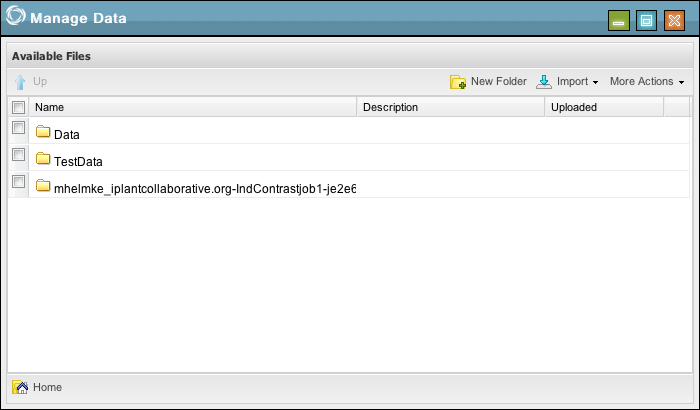 Manage Data
Available Files
Up New Folder Import More Actions
Name Description Uploaded
Data
TestData
mhelmke_iplantcollaborative.org-IndContrastjob1-je2e6
Home